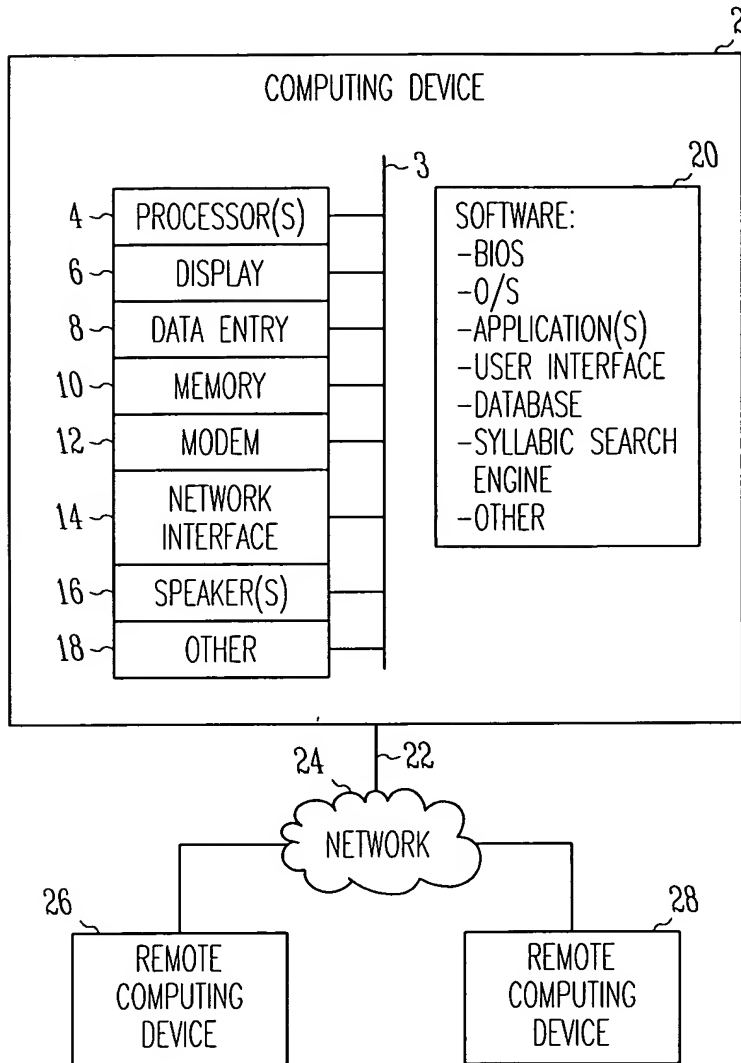 2
COMPUTING DEVICE
3
20
4 PROCESSOR(S)
6 DISPLAY
8 DATA ENTRY
10 MEMORY
12 MODEM
14 NETWORK
INTERFACE
16 SPEAKER(S)
18 OTHER
SOFTWARE:
-BIOS
-O/S
-APPLICATION(S)
-USER INTERFACE
-DATABASE
-SYLLABIC SEARCH
ENGINE
-OTHER
24
22
NETWORK
26
REMOTE
COMPUTING
DEVICE
28
REMOTE
COMPUTING
DEVICE